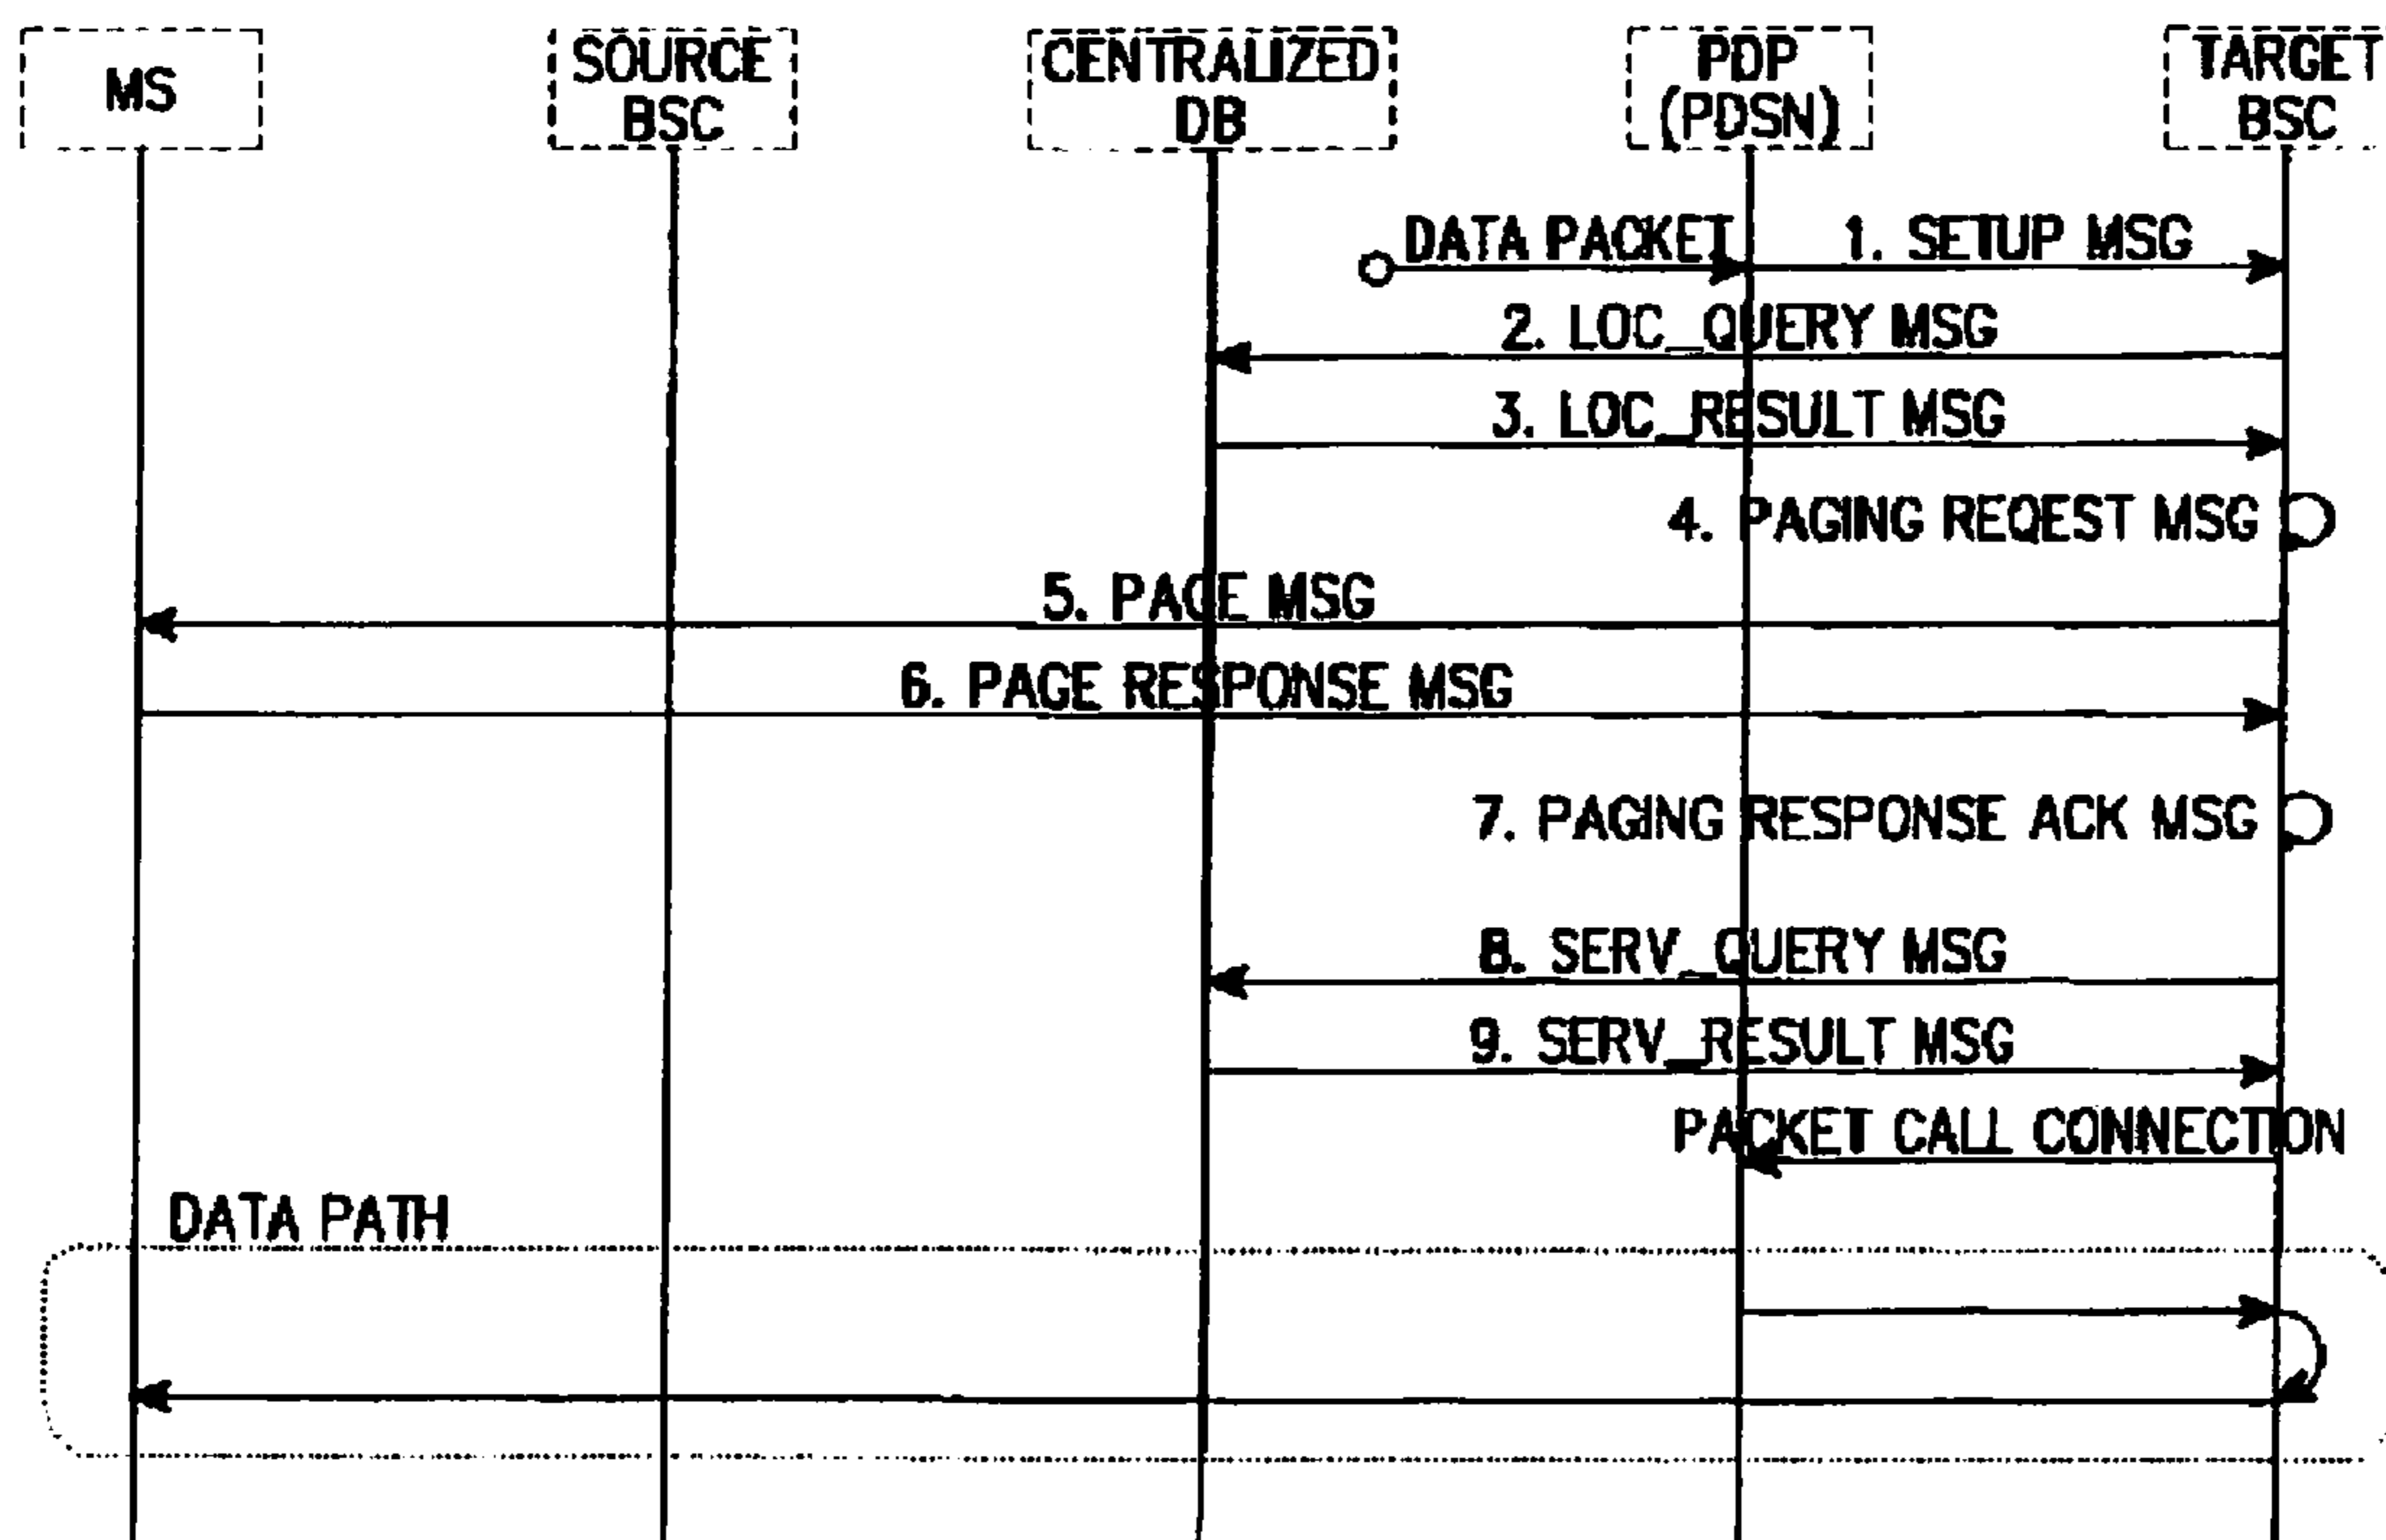 MS
SOURCE
BSC
CENTRALIZED
DB
PDP
(PDSN)
TARGET
BSC
DATA PACKET
1. SETUP MSG
2. LOC_QUERY MSG
3. LOC_RESULT MSG
4. PAGING REQEST MSG
5. PAGE MSG
6. PAGE RESPONSE MSG
7. PAGING RESPONSE ACK MSG
8. SERV_QUERY MSG
9. SERV_RESULT MSG
PACKET CALL CONNECTION
DATA PATH